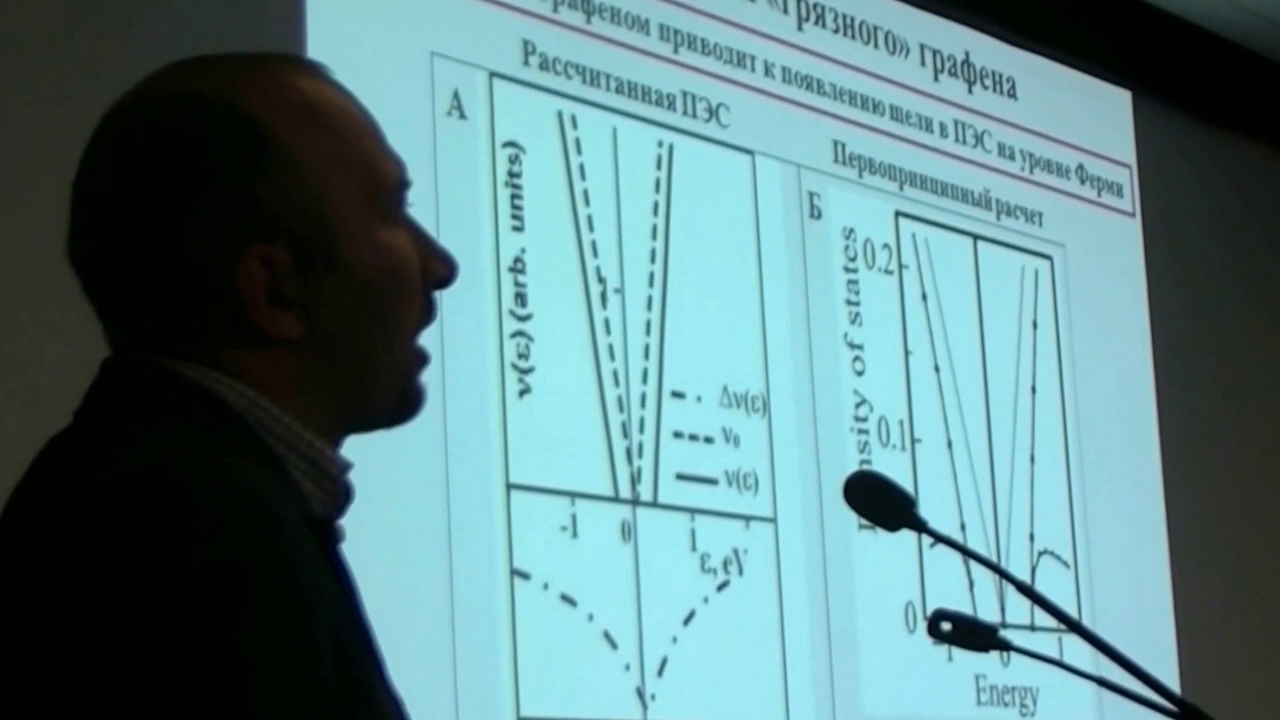 «грязного» графена
графеном приводит к появлению щели в ПЭС на уровне Ферми
Рассчитанная ПЭС
Первопринципный расчет
А
ν(ε) (arb. units)
Δν(ε)
ν₀
ν(ε)
-1 0 1
ε, eV
Б
of states
0.2
0.1
0
0
Energy